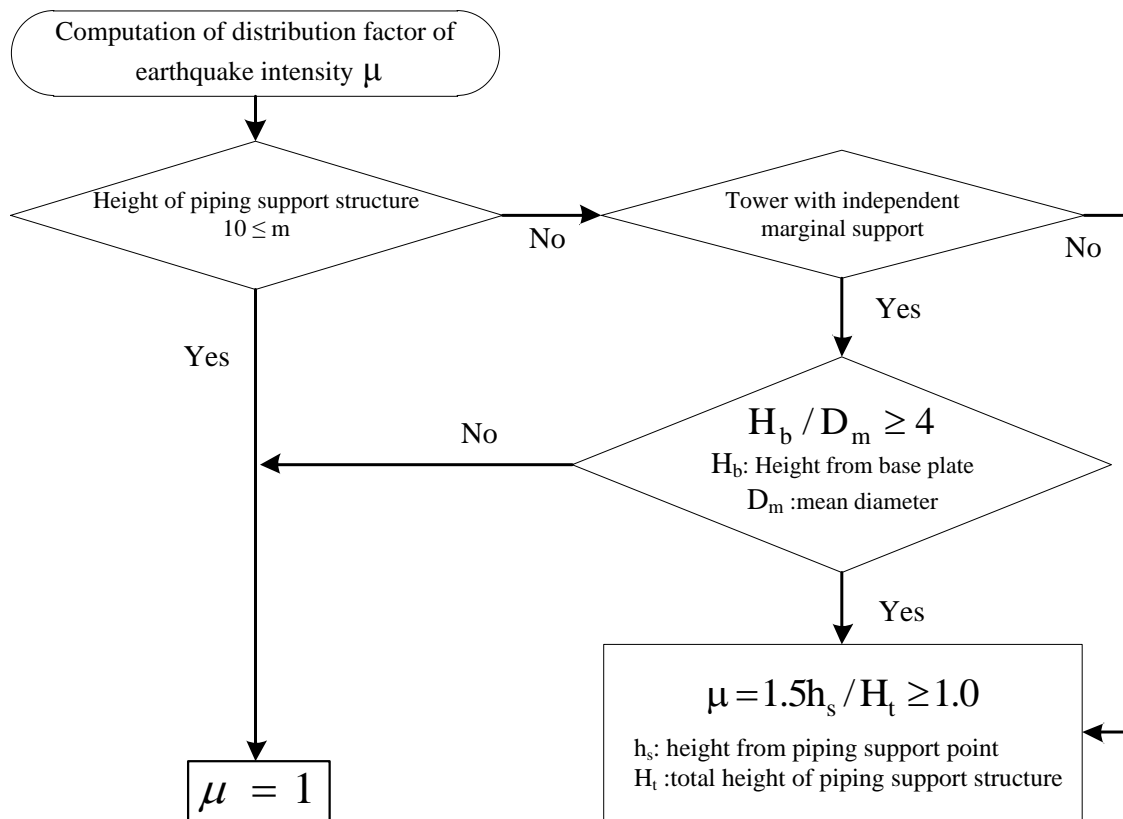 Computation of distribution factor of
earthquake intensity μ
Height of piping support structure
10 ≤ m
No
Tower with independent
marginal support
No
Yes
Yes
H_b / D_m ≥ 4
H_b: Height from base plate
D_m :mean diameter
No
Yes
μ = 1.5h_s / H_t ≥ 1.0
h_s: height from piping support point
H_t :total height of piping support structure
μ = 1